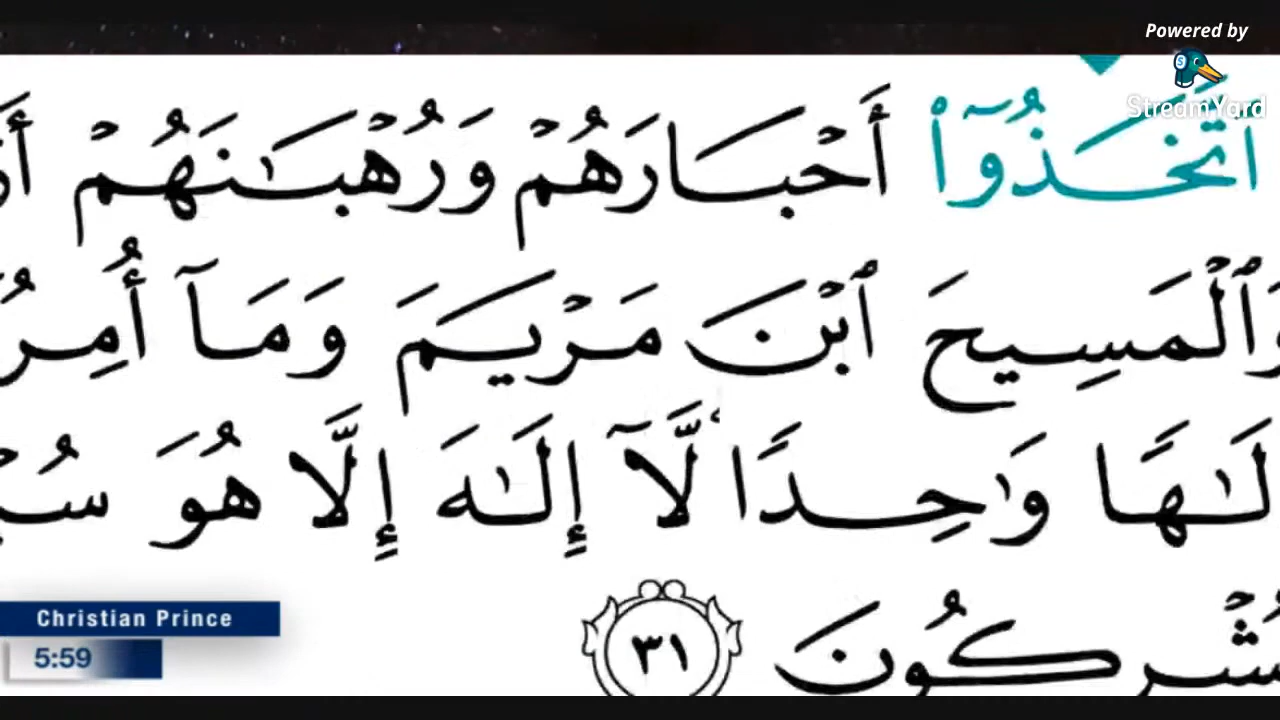 Powered by
StreamYard
ٱتَّخَذُوٓا۟ أَحْبَارَهُمْ وَرُهْبَـٰنَهُمْ
وَٱلْمَسِيحَ ٱبْنَ مَرْيَمَ وَمَآ
وَٰحِدًا لَّآ إِلَـٰهَ إِلَّا هُوَ
٣١
Christian Prince
5:59